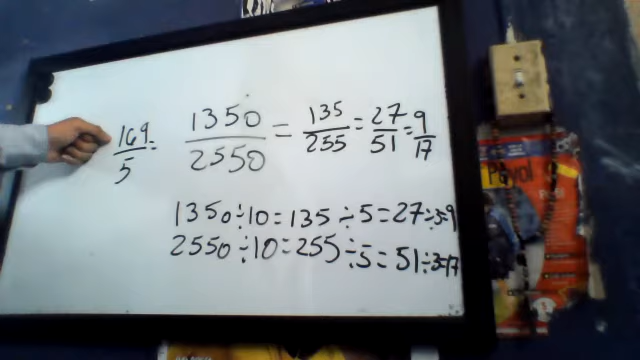 169/5 =
1350/2550 = 135/255 = 27/51 = 9/17
1350÷10=135÷5=27÷3=9
2550÷10=255÷5=51÷3=17